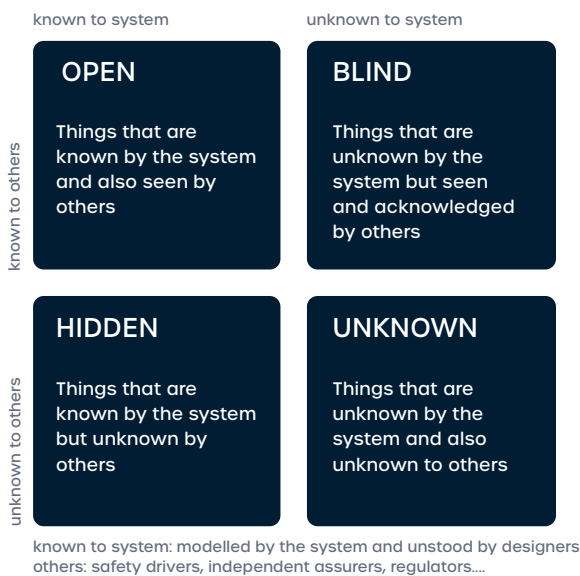 known to system
unknown to system
known to others
OPEN
Things that are
known by the system
and also seen by
others
BLIND
Things that are
unknown by the
system but seen
and acknowledged
by others
unknown to others
HIDDEN
Things that are
known by the system
but unknown by
others
UNKNOWN
Things that are
unknown by the
system and also
unknown to others
known to system: modelled by the system and unstood by designers
others: safety drivers, independent assurers, regulators....